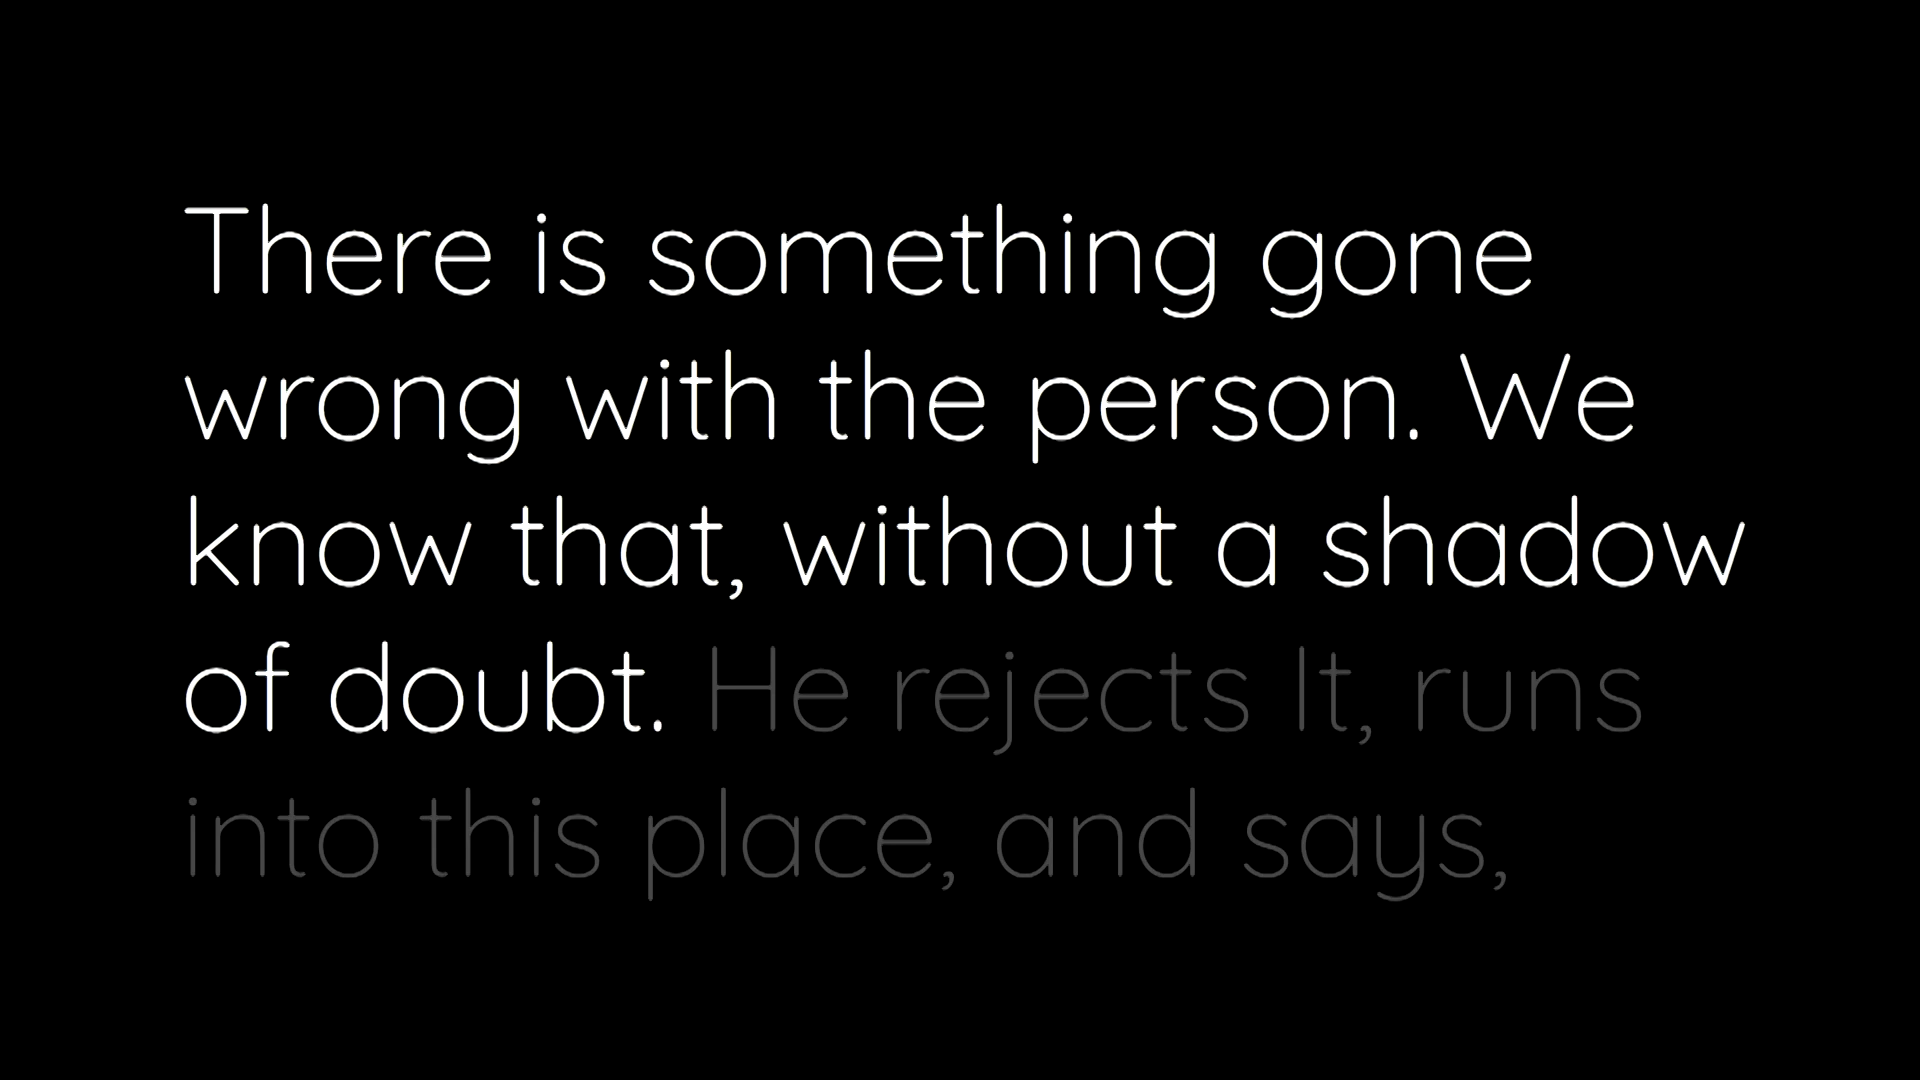 There is something gone
wrong with the person. We
know that, without a shadow
of doubt. He rejects It, runs
into this place, and says,